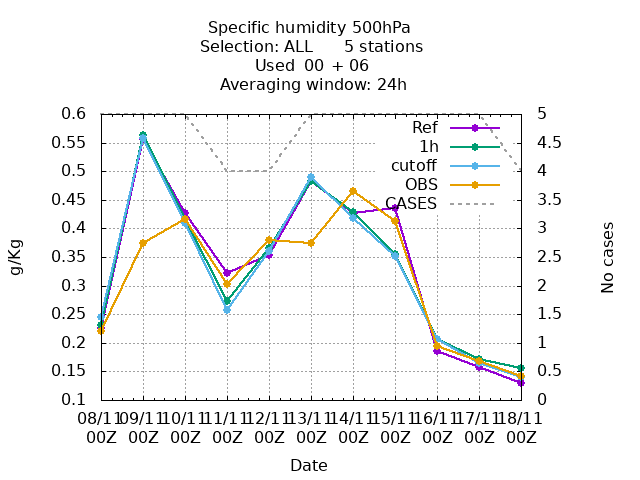 Specific humidity 500hPa
Selection: ALL 5 stations
Used 00 + 06
Averaging window: 24h
0.6
0.55
0.5
0.45
0.4
0.35
0.3
0.25
0.2
0.15
0.1
g/Kg
Ref
1h
cutoff
OBS
CASES
5
4.5
4
3.5
3
2.5
2
1.5
1
0.5
0
No cases
08/11 09/11 10/11 11/11 12/11 13/11 14/11 15/11 16/11 17/11 18/11
00Z 00Z 00Z 00Z 00Z 00Z 00Z 00Z 00Z 00Z 00Z
Date